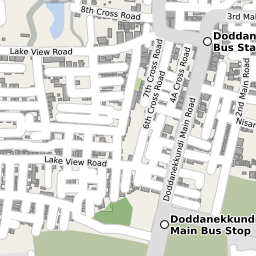 8th Cross Road
3rd Mai
Doddan
Bus Sta
Lake View Road
7th Cross Road
6th Cross Road
4A Cross Road
2nd Main Road
Nisar
Doddanekkundi Main Road
Lake View Road
Doddanekkundi
Main Bus Stop